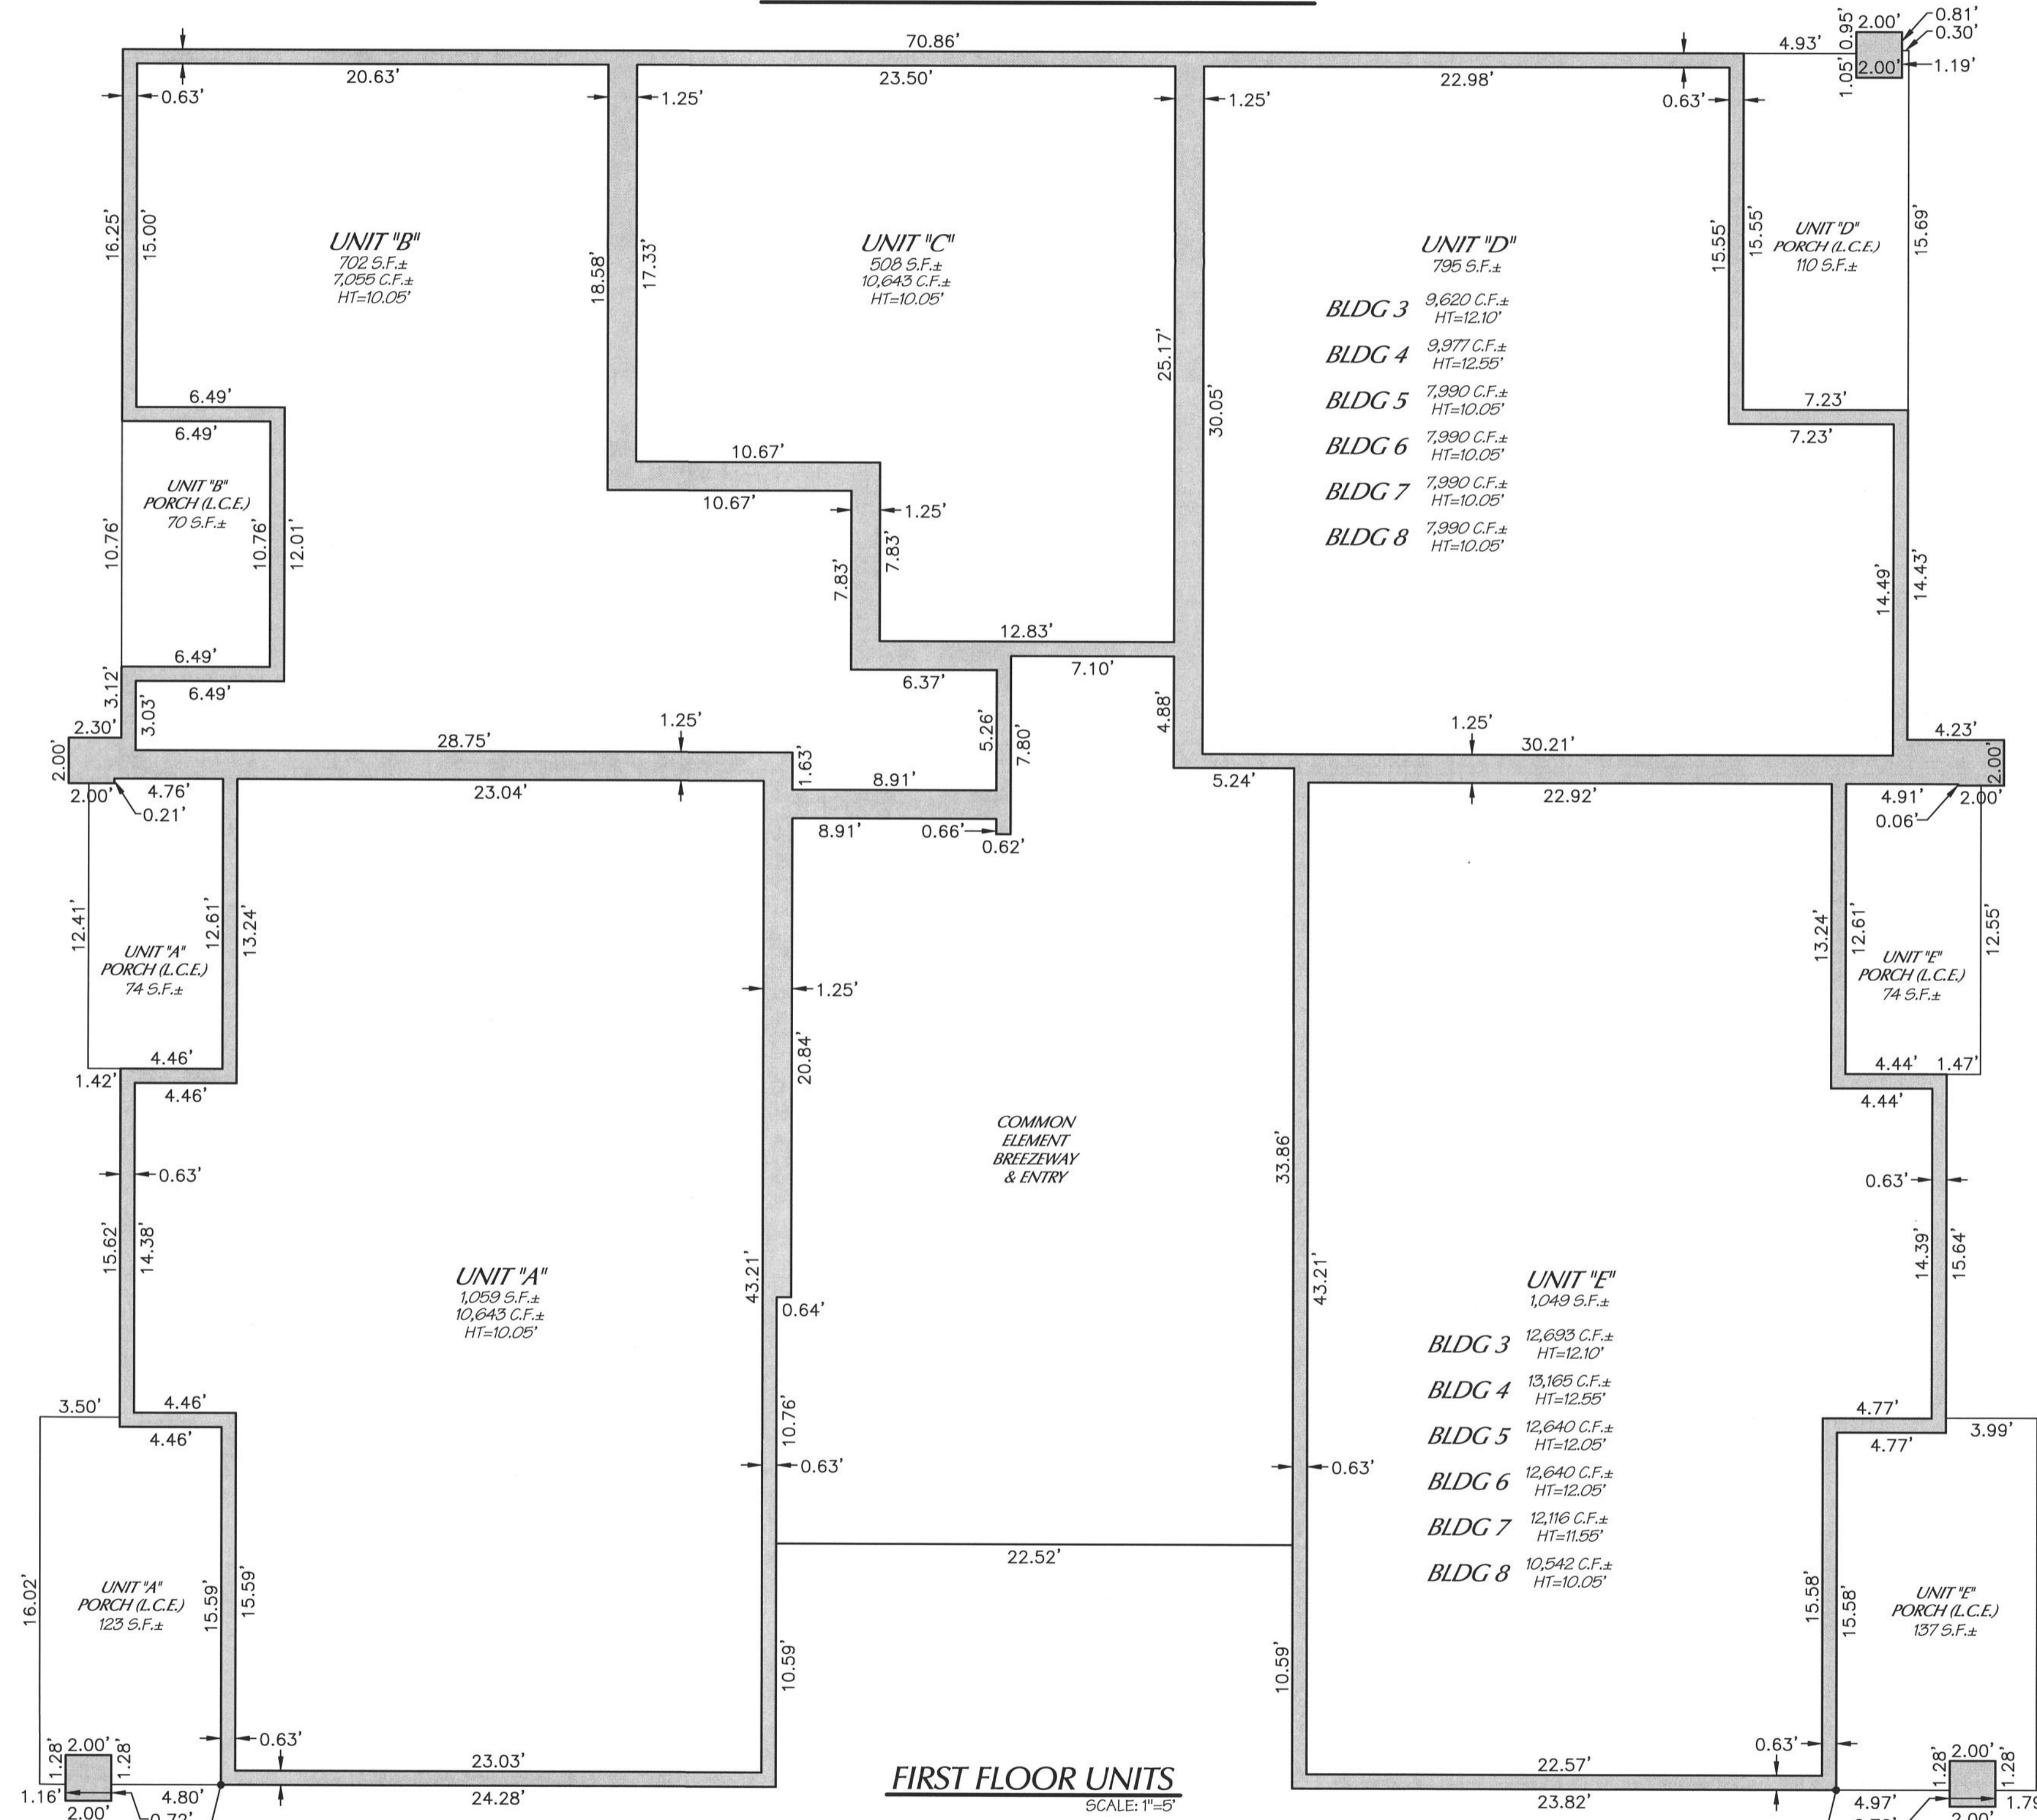 70.86'
4.93'
0.95'
2.00'
0.81'
0.30'
1.05'
2.00'
1.19'
20.63'
23.50'
22.98'
0.63'
1.25'
1.25'
0.63'
16.25'
15.00'
18.58'
17.33'
25.17'
30.05'
15.55'
15.55'
15.69'
UNIT "B"
702 S.F.±
7,055 C.F.±
HT=10.05'
UNIT "C"
508 S.F.±
10,643 C.F.±
HT=10.05'
UNIT "D"
795 S.F.±
BLDG 3 9,620 C.F.±
HT=12.10'
BLDG 4 9,977 C.F.±
HT=12.55'
BLDG 5 7,990 C.F.±
HT=10.05'
BLDG 6 7,990 C.F.±
HT=10.05'
BLDG 7 7,990 C.F.±
HT=10.05'
BLDG 8 7,990 C.F.±
HT=10.05'
UNIT "D"
PORCH (L.C.E.)
110 S.F.±
6.49'
6.49'
7.23'
7.23'
10.67'
10.67'
1.25'
UNIT "B"
PORCH (L.C.E.)
70 S.F.±
10.76'
10.76'
12.01'
7.83'
7.83'
14.49'
14.43'
12.83'
7.10'
6.37'
6.49'
6.49'
3.12'
3.03'
2.30'
2.00'
28.75'
1.25'
1.63'
5.26'
7.80'
4.88'
1.25'
30.21'
4.23'
2.00'
2.00'
4.76'
0.21'
23.04'
8.91'
8.91'
0.66'
0.62'
5.24'
22.92'
4.91'
2.00'
0.06'
12.41'
12.61'
13.24'
13.24'
12.61'
12.55'
UNIT "A"
PORCH (L.C.E.)
74 S.F.±
UNIT "E"
PORCH (L.C.E.)
74 S.F.±
1.25'
20.84'
4.46'
1.42'
4.46'
4.44'
1.47'
4.44'
COMMON
ELEMENT
BREEZEWAY
& ENTRY
33.86'
0.63'
0.63'
15.62'
14.38'
14.39'
15.64'
43.21'
43.21'
UNIT "A"
1,059 S.F.±
10,643 C.F.±
HT=10.05'
0.64'
UNIT "E"
1,049 S.F.±
BLDG 3 12,693 C.F.±
HT=12.10'
BLDG 4 13,165 C.F.±
HT=12.55'
BLDG 5 12,640 C.F.±
HT=12.05'
BLDG 6 12,640 C.F.±
HT=12.05'
BLDG 7 12,116 C.F.±
HT=11.55'
BLDG 8 10,542 C.F.±
HT=10.05'
3.50'
4.46'
4.46'
10.76'
0.63'
0.63'
4.77'
4.77'
3.99'
22.52'
16.02'
UNIT "A"
PORCH (L.C.E.)
123 S.F.±
15.59'
15.59'
10.59'
10.59'
15.58'
15.58'
UNIT "E"
PORCH (L.C.E.)
137 S.F.±
1.28'
2.00'
1.28'
0.63'
23.03'
22.57'
0.63'
1.28'
2.00'
1.28'
1.16'
4.80'
24.28'
FIRST FLOOR UNITS
SCALE: 1"=5'
23.82'
4.97'
1.79
2.00'
0.72'
2.00'